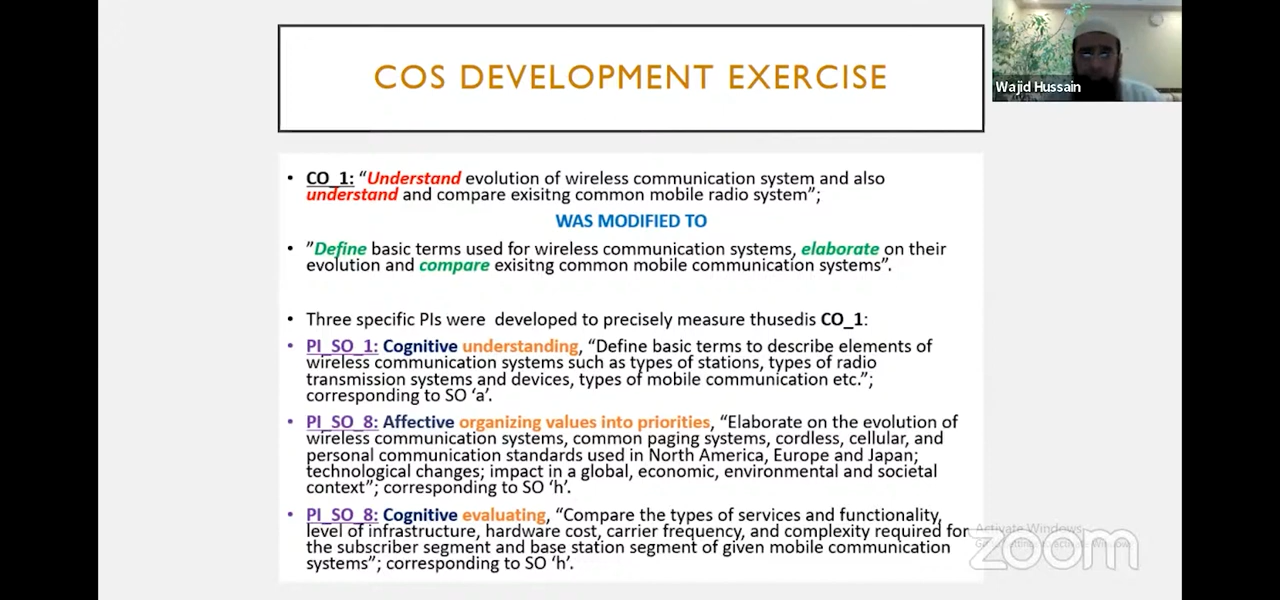 COS DEVELOPMENT EXERCISE
Wajid Hussain
• CO_1: “Understand evolution of wireless communication system and also
understand and compare exisitng common mobile radio system”;
WAS MODIFIED TO
• ”Define basic terms used for wireless communication systems, elaborate on their
evolution and compare exisitng common mobile communication systems”.
• Three specific PIs were developed to precisely measure thusedis CO_1:
• PI_SO_1: Cognitive understanding, “Define basic terms to describe elements of
wireless communication systems such as types of stations, types of radio
transmission systems and devices, types of mobile communication etc.”;
corresponding to SO ‘a’.
• PI_SO_8: Affective organizing values into priorities, “Elaborate on the evolution of
wireless communication systems, common paging systems, cordless, cellular, and
personal communication standards used in North America, Europe and Japan;
technological changes; impact in a global, economic, environmental and societal
context”; corresponding to SO ‘h’.
• PI_SO_8: Cognitive evaluating, “Compare the types of services and functionality,
level of infrastructure, hardware cost, carrier frequency, and complexity required for
the subscriber segment and base station segment of given mobile communication
systems”; corresponding to SO ‘h’.
Activate Windows
zoom